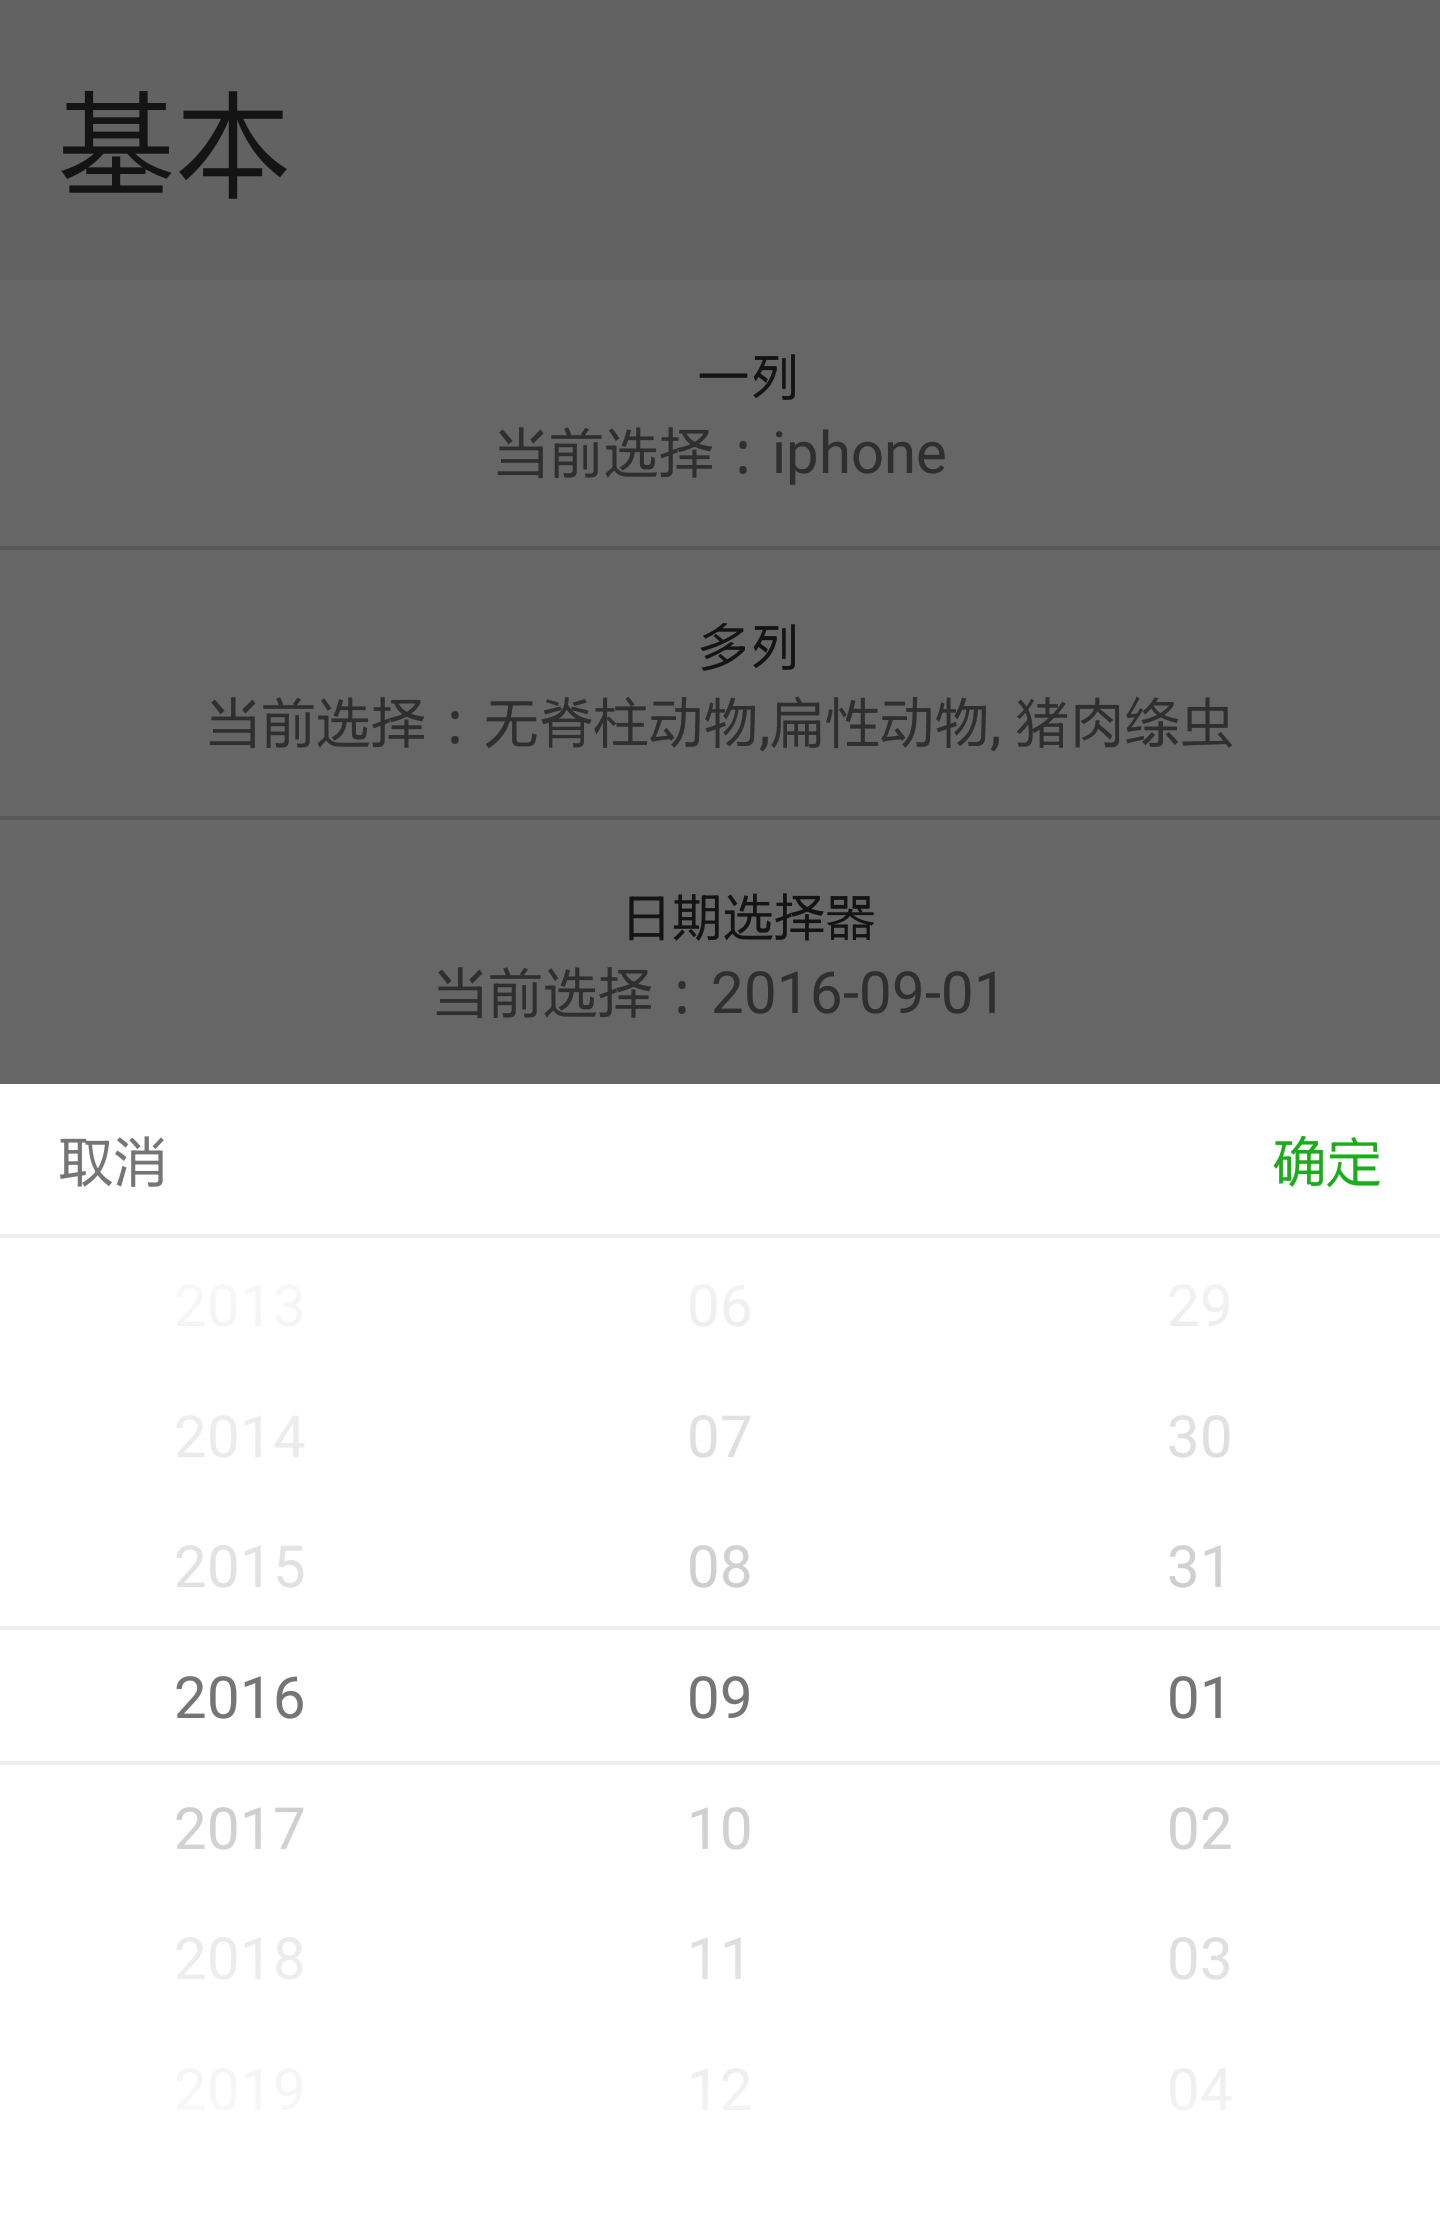 基本
一列
当前选择：iphone
多列
当前选择：无脊柱动物,扁性动物, 猪肉绦虫
日期选择器
当前选择：2016-09-01
取消 确定
2013 06 29
2014 07 30
2015 08 31
2016 09 01
2017 10 02
2018 11 03
2019 12 04